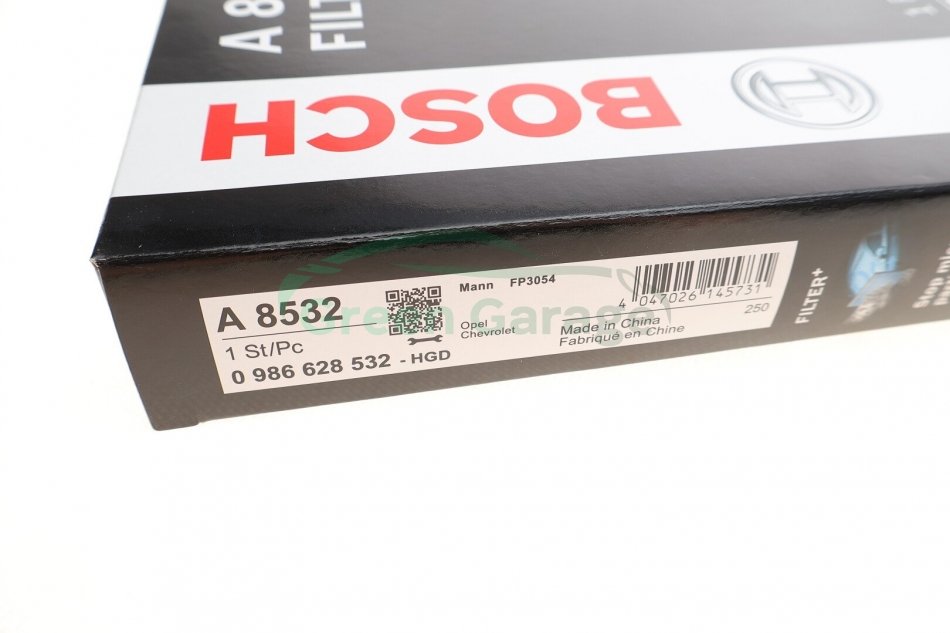 A 8
FILT
BOSCH
A 8532
1 St/Pc
0 986 628 532 - HGD
Mann FP3054
Opel
Chevrolet
4 047026 145731
250
Made in China
Fabriqué en Chine
FILTER+
Green Garage